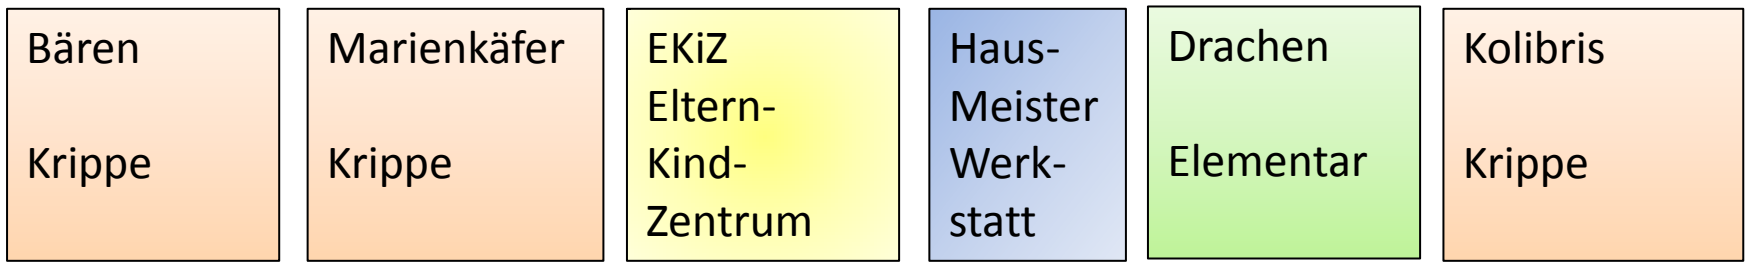 Bären
Krippe
Marienkäfer
Krippe
EKiZ
Eltern-
Kind-
Zentrum
Haus-
Meister
Werk-
statt
Drachen
Elementar
Kolibris
Krippe